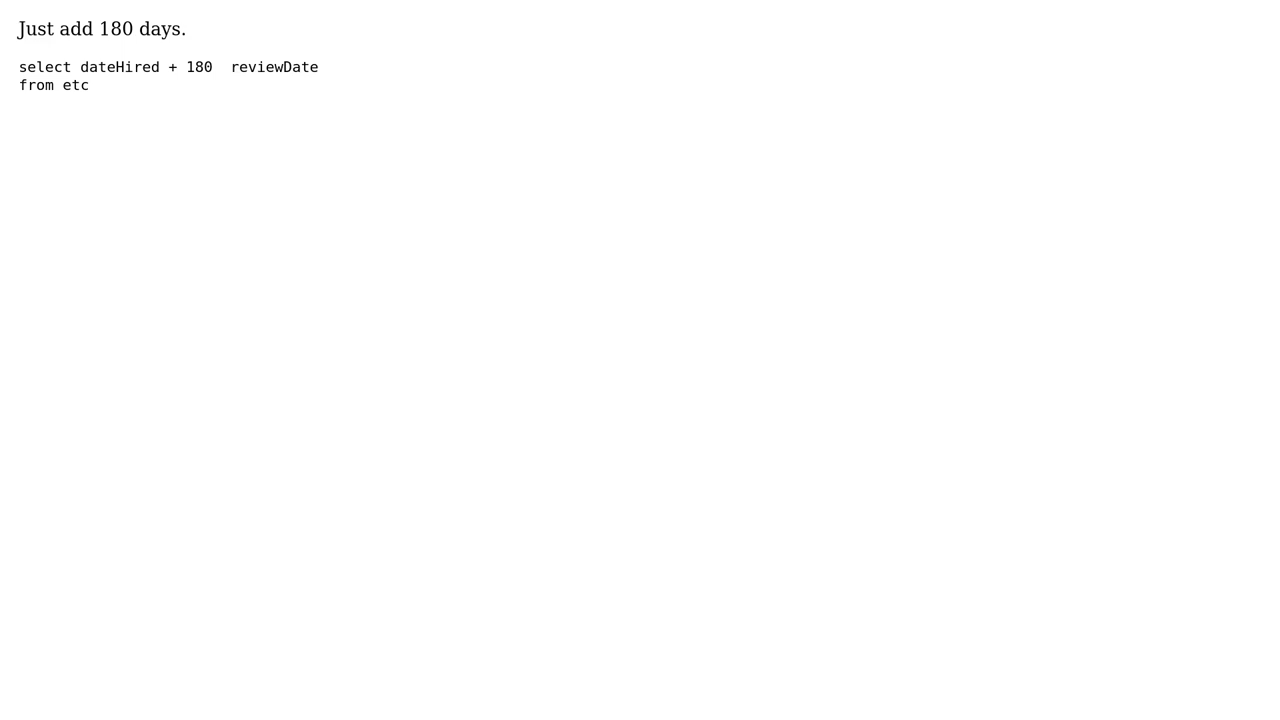 Just add 180 days.
select dateHired + 180  reviewDate
from etc